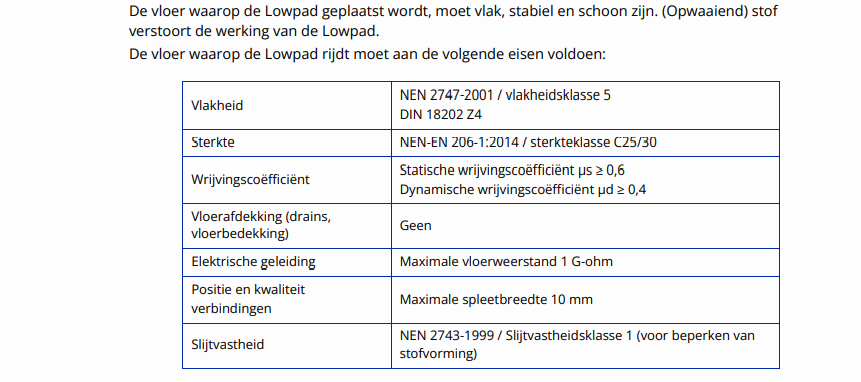 De vloer waarop de Lowpad geplaatst wordt, moet vlak, stabiel en schoon zijn. (Opwaaiend) stof
verstoort de werking van de Lowpad.
De vloer waarop de Lowpad rijdt moet aan de volgende eisen voldoen:
Vlakheid
NEN 2747-2001 / vlakheidsklasse 5
DIN 18202 Z4
Sterkte
NEN-EN 206-1:2014 / sterkteklasse C25/30
Wrijvingscoëfficiënt
Statische wrijvingscoëfficiënt μs ≥ 0,6
Dynamische wrijvingscoëfficiënt μd ≥ 0,4
Vloerafdekking (drains,
vloerbedekking)
Geen
Elektrische geleiding
Maximale vloerweerstand 1 G-ohm
Positie en kwaliteit
verbindingen
Maximale spleetbreedte 10 mm
Slijtvastheid
NEN 2743-1999 / Slijtvastheidsklasse 1 (voor beperken van
stofvorming)